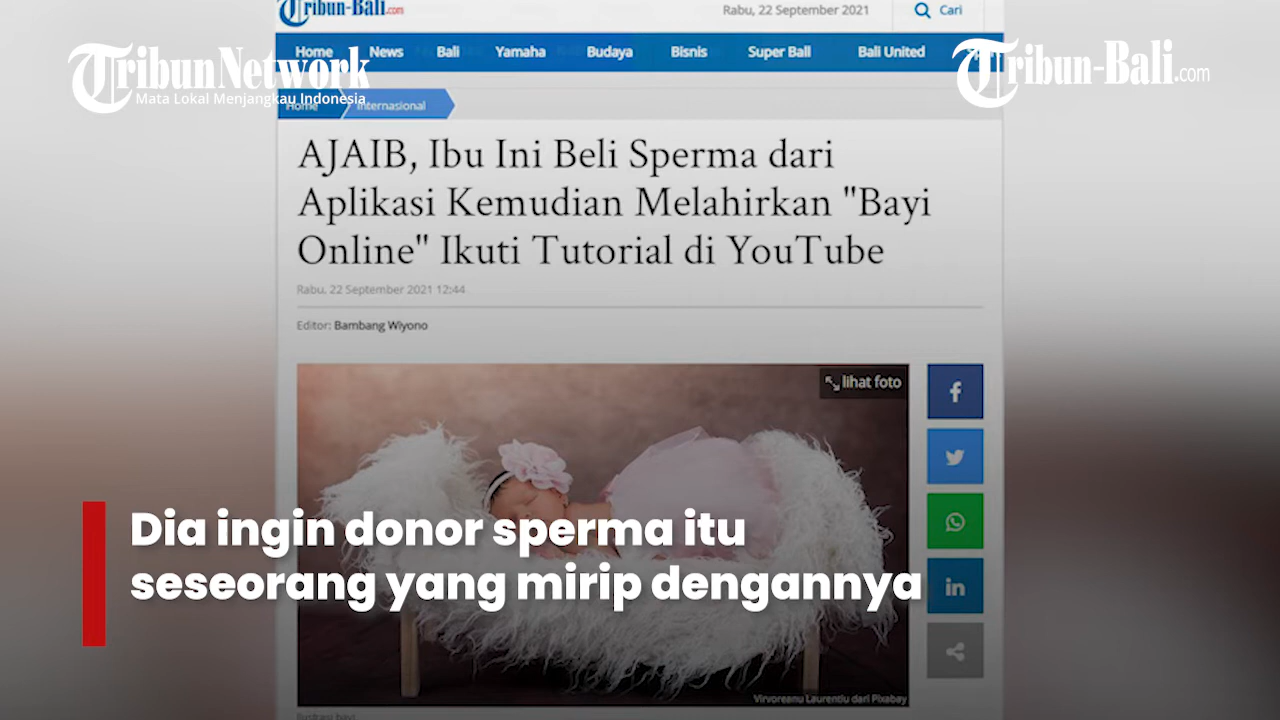 Tribun-Bali.com
Rabu, 22 September 2021
Cari
Home News Bali Yamaha Budaya Bisnis Super Ball Bali United
TribunNetwork
Mata Lokal Menjangkau Indonesia
Tribun-Bali.com
Home Internasional
AJAIB, Ibu Ini Beli Sperma dari
Aplikasi Kemudian Melahirkan "Bayi
Online" Ikuti Tutorial di YouTube
Rabu, 22 September 2021 12:44
Editor: Bambang Wiyono
lihat foto
Dia ingin donor sperma itu
seseorang yang mirip dengannya
Virvoreanu Laurentiu dari Pixabay
Ilustrasi bayi